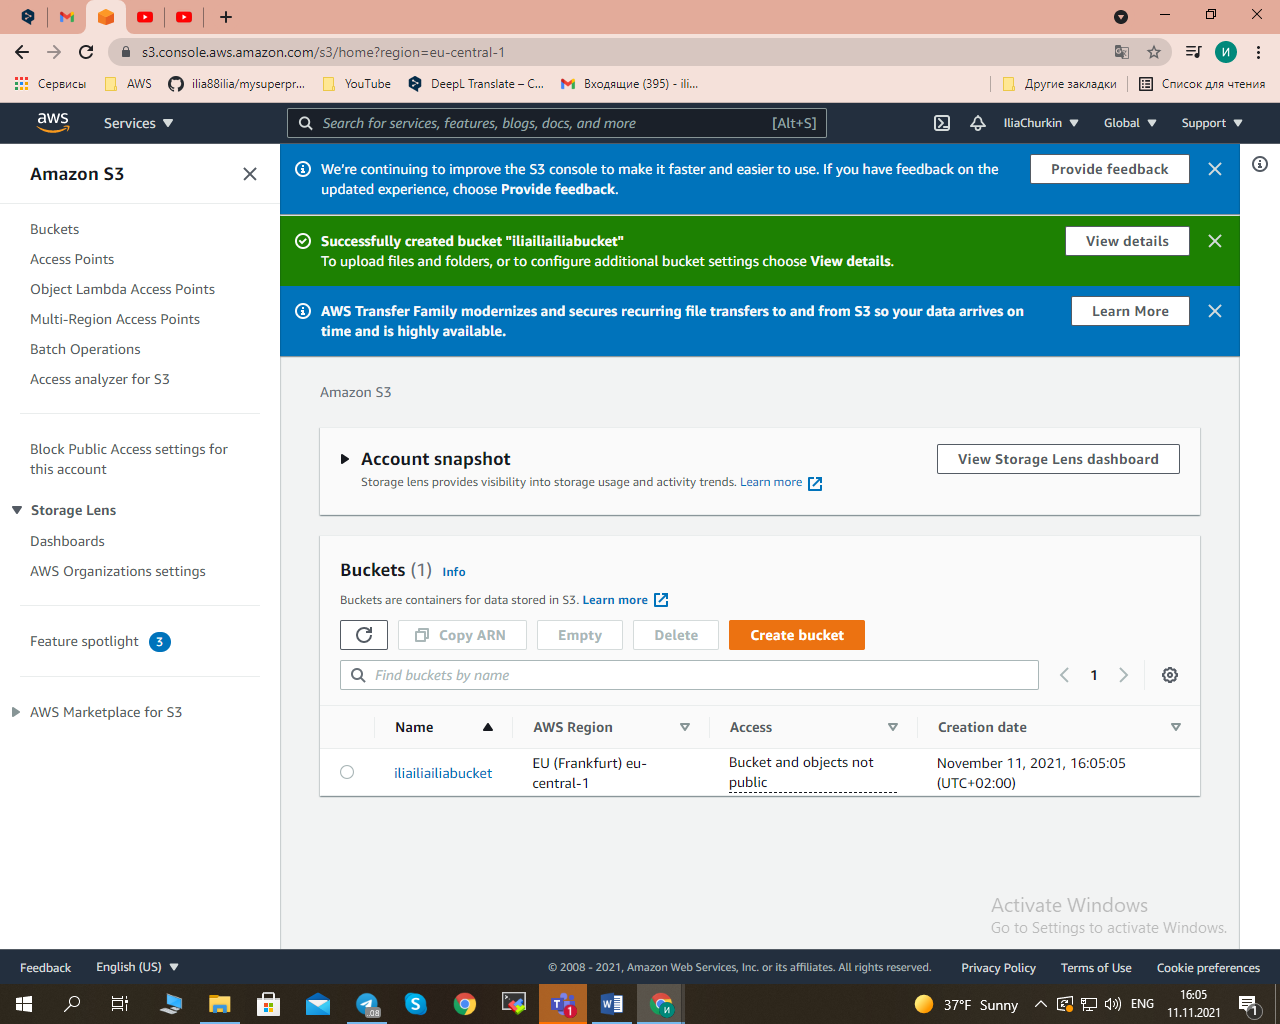 s3.console.aws.amazon.com/s3/home?region=eu-central-1
И
Сервисы
AWS
ilia88ilia/mysuperpr...
YouTube
DeepL Translate – C...
Входящие (395) - ili...
Другие закладки
Список для чтения
aws
Services
Search for services, features, blogs, docs, and more
[Alt+S]
IliaChurkin
Global
Support
Amazon S3
Buckets
Access Points
Object Lambda Access Points
Multi-Region Access Points
Batch Operations
Access analyzer for S3
Block Public Access settings for
this account
Storage Lens
Dashboards
AWS Organizations settings
Feature spotlight 3
AWS Marketplace for S3
We're continuing to improve the S3 console to make it faster and easier to use. If you have feedback on the
updated experience, choose Provide feedback.
Provide feedback
Successfully created bucket "iliailiailiabucket"
To upload files and folders, or to configure additional bucket settings choose View details.
View details
AWS Transfer Family modernizes and secures recurring file transfers to and from S3 so your data arrives on
time and is highly available.
Learn More
Amazon S3
Account snapshot
Storage lens provides visibility into storage usage and activity trends. Learn more
View Storage Lens dashboard
Buckets (1) Info
Buckets are containers for data stored in S3. Learn more
Copy ARN
Empty
Delete
Create bucket
Find buckets by name
1
Name
AWS Region
Access
Creation date
iliailiailiabucket
EU (Frankfurt) eu-
central-1
Bucket and objects not
public
November 11, 2021, 16:05:05
(UTC+02:00)
Activate Windows
Go to Settings to activate Windows.
Feedback
English (US)
© 2008 - 2021, Amazon Web Services, Inc. or its affiliates. All rights reserved.
Privacy Policy
Terms of Use
Cookie preferences
.08
1
И
37°F Sunny
ENG
16:05
11.11.2021
1